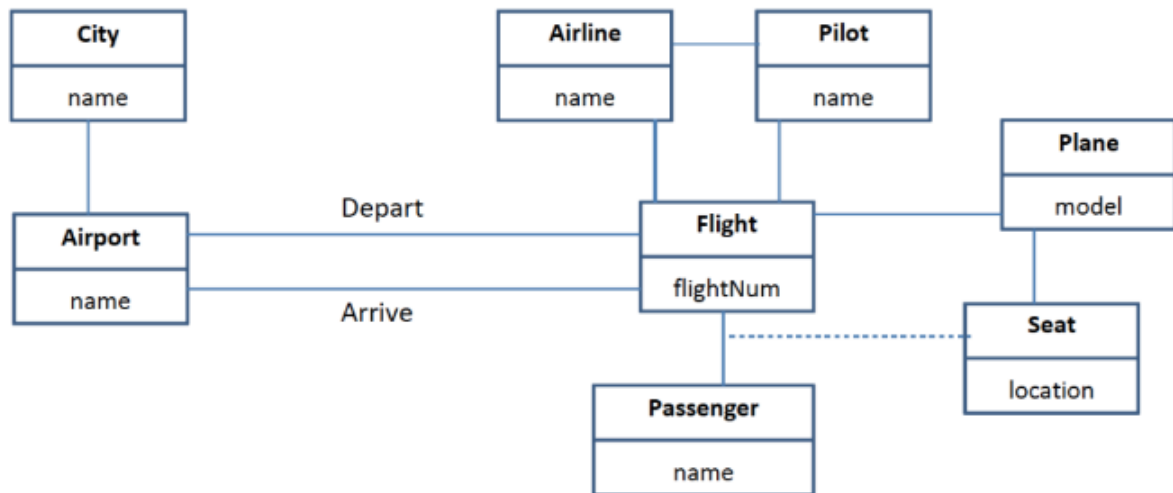 City
name
Airline
name
Pilot
name
Plane
model
Airport
name
Depart
Arrive
Flight
flightNum
Seat
location
Passenger
name